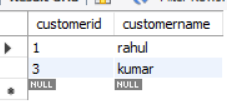 customerid customername
1 rahul
3 kumar
NULL NULL